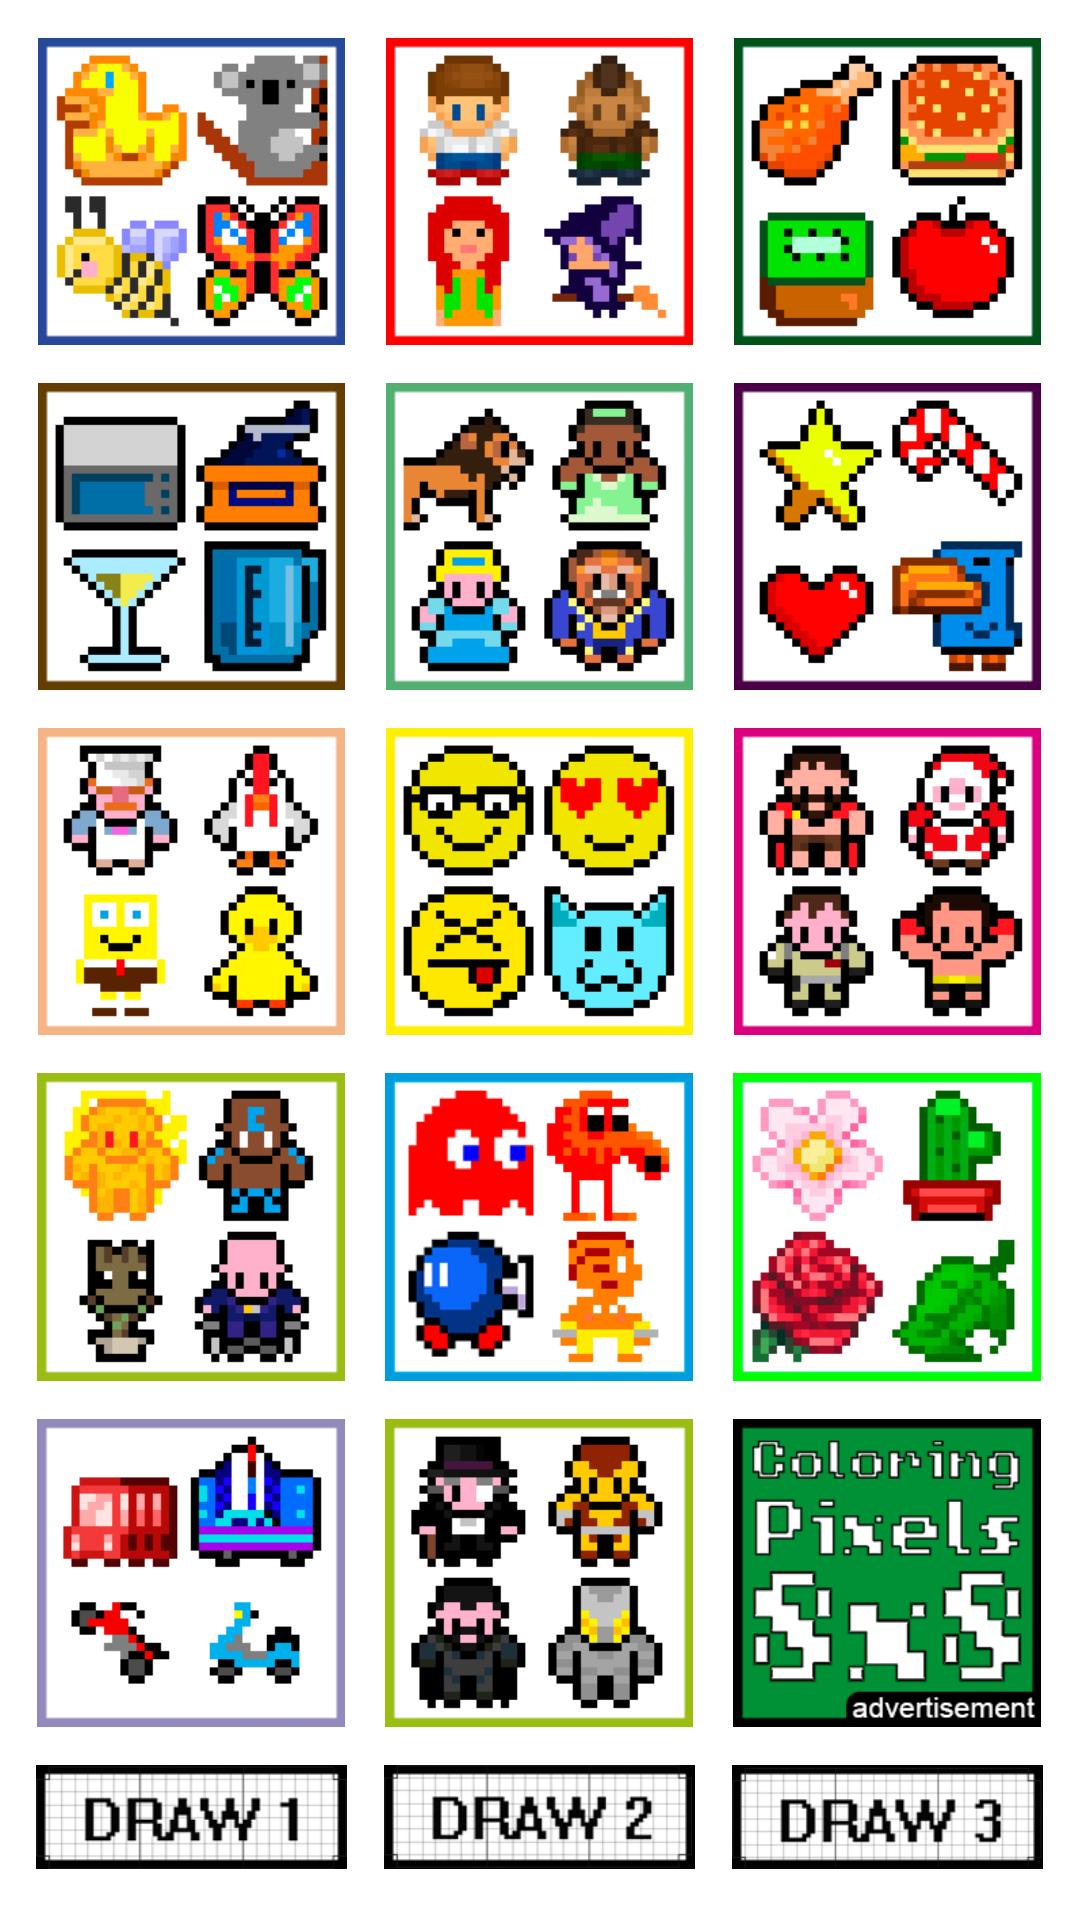 Coloring
Pixels
SxS
advertisement
DRAW 1
DRAW 2
DRAW 3